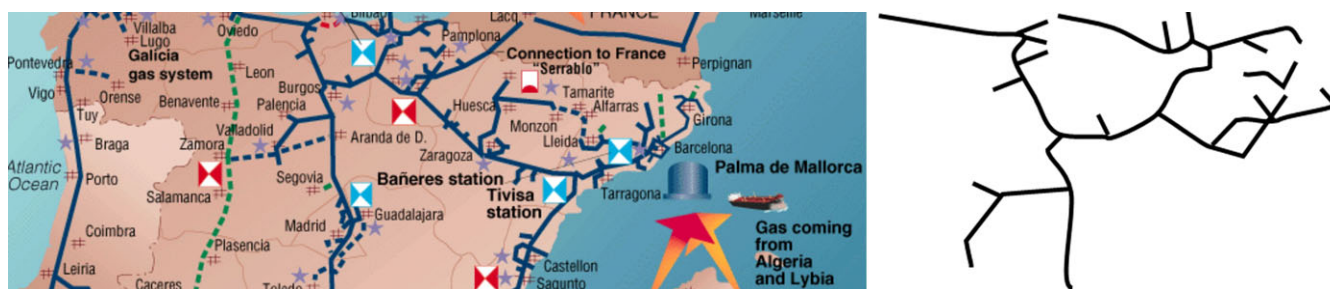 Villalba
Lugo
Oviedo
Bilbao
Lacq
FRANCE
Marseille
Pontevedra
Galicia
gas system
Leon
Pamplona
Connection to France
"Serrablo"
Perpignan
Vigo
Orense
Benavente
Palencia
Burgos
Huesca
Tamarite
Alfarras
Tuy
Monzon
Girona
Braga
Valladolid
Zamora
Aranda de D.
Lleida
Barcelona
Atlantic
Ocean
Porto
Zaragoza
Segovia
Bañeres station
Palma de Mallorca
Salamanca
Tivisa
station
Tarragona
Guadalajara
Coimbra
Madrid
Plasencia
Gas coming
from
Algeria
and Lybia
Leiria
Castellon
Caceres
Toledo
Sagunto